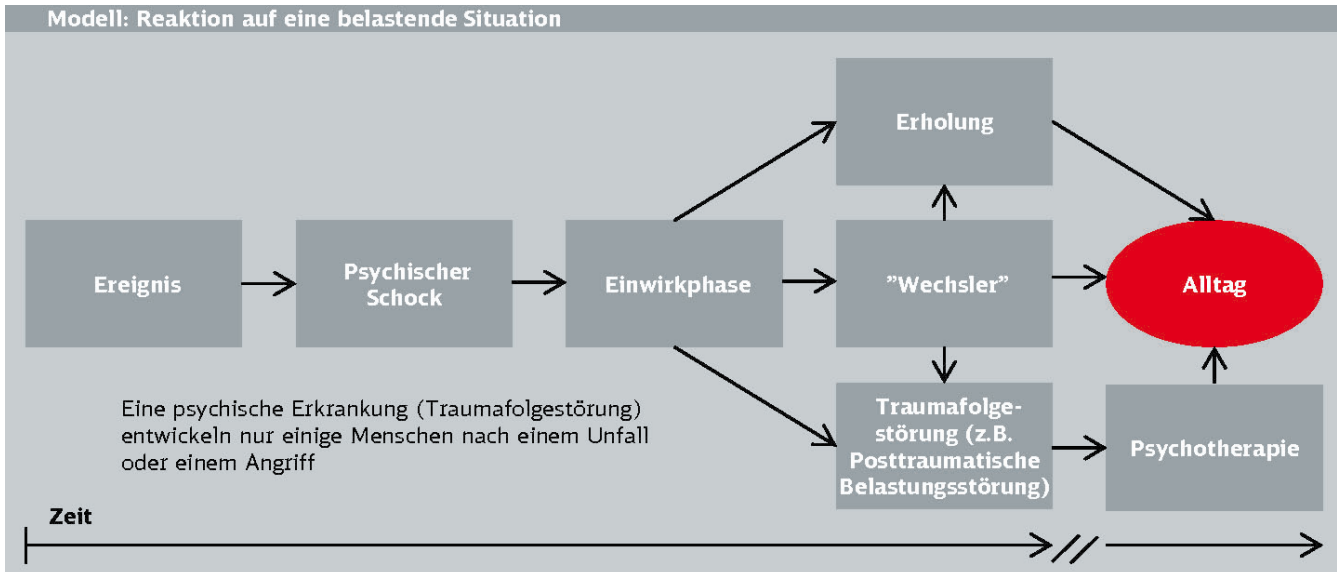 Modell: Reaktion auf eine belastende Situation
Erholung
Ereignis
Psychischer
Schock
Einwirkphase
”Wechsler”
Alltag
Eine psychische Erkrankung (Traumafolgestörung)
entwickeln nur einige Menschen nach einem Unfall
oder einem Angriff
Traumafolge-
störung (z.B.
Posttraumatische
Belastungsstörung)
Psychotherapie
Zeit